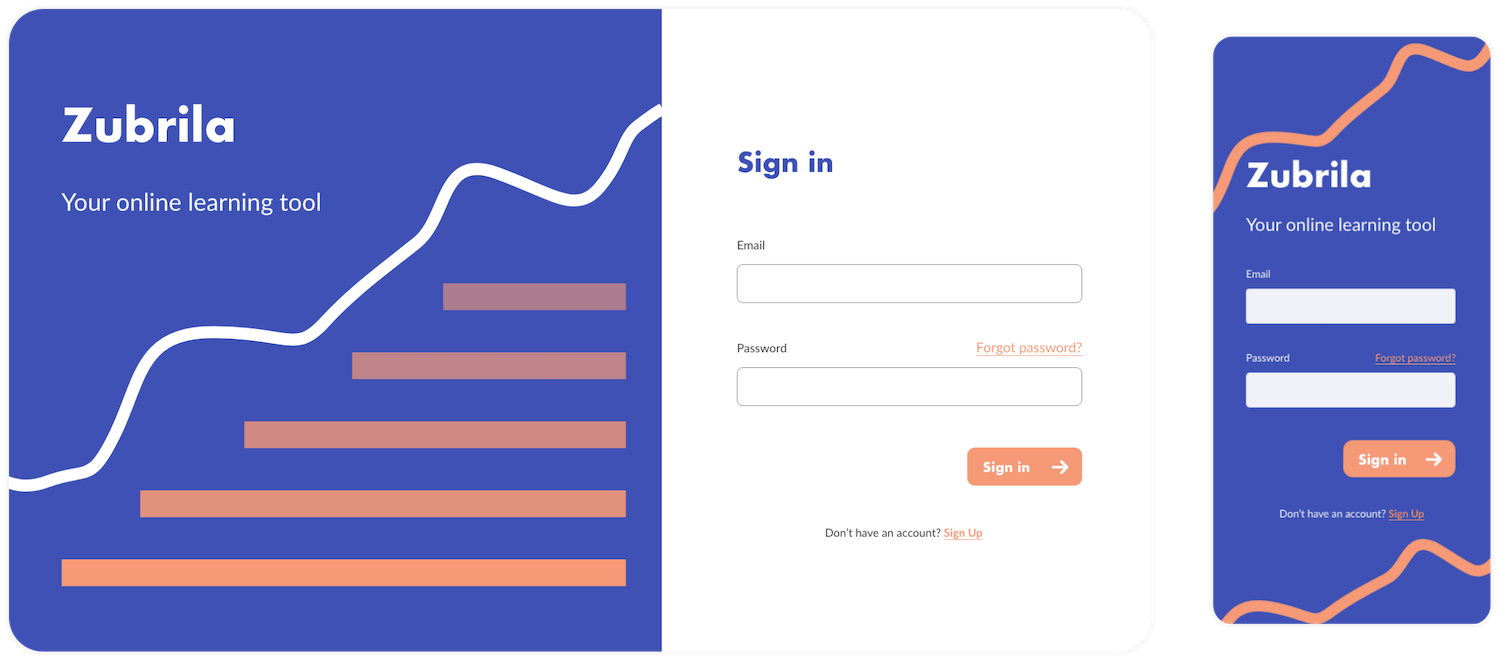 Zubrila
Your online learning tool
Sign in
Email
Password Forgot password?
Sign in
Don't have an account? Sign Up
Zubrila
Your online learning tool
Email
Password Forgot password?
Sign in
Don't have an account? Sign Up